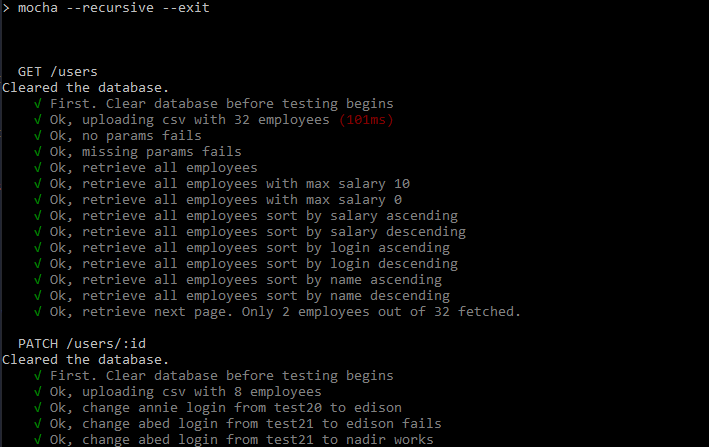 > mocha --recursive --exit
GET /users
Cleared the database.
√ First. Clear database before testing begins
√ Ok, uploading csv with 32 employees (101ms)
√ Ok, no params fails
√ Ok, missing params fails
√ Ok, retrieve all employees
√ Ok, retrieve all employees with max salary 10
√ Ok, retrieve all employees with max salary 0
√ Ok, retrieve all employees sort by salary ascending
√ Ok, retrieve all employees sort by salary descending
√ Ok, retrieve all employees sort by login ascending
√ Ok, retrieve all employees sort by login descending
√ Ok, retrieve all employees sort by name ascending
√ Ok, retrieve all employees sort by name descending
√ Ok, retrieve next page. Only 2 employees out of 32 fetched.
PATCH /users/:id
Cleared the database.
√ First. Clear database before testing begins
√ Ok, uploading csv with 8 employees
√ Ok, change annie login from test20 to edison
√ Ok, change abed login from test21 to edison fails
√ Ok, change abed login from test21 to nadir works